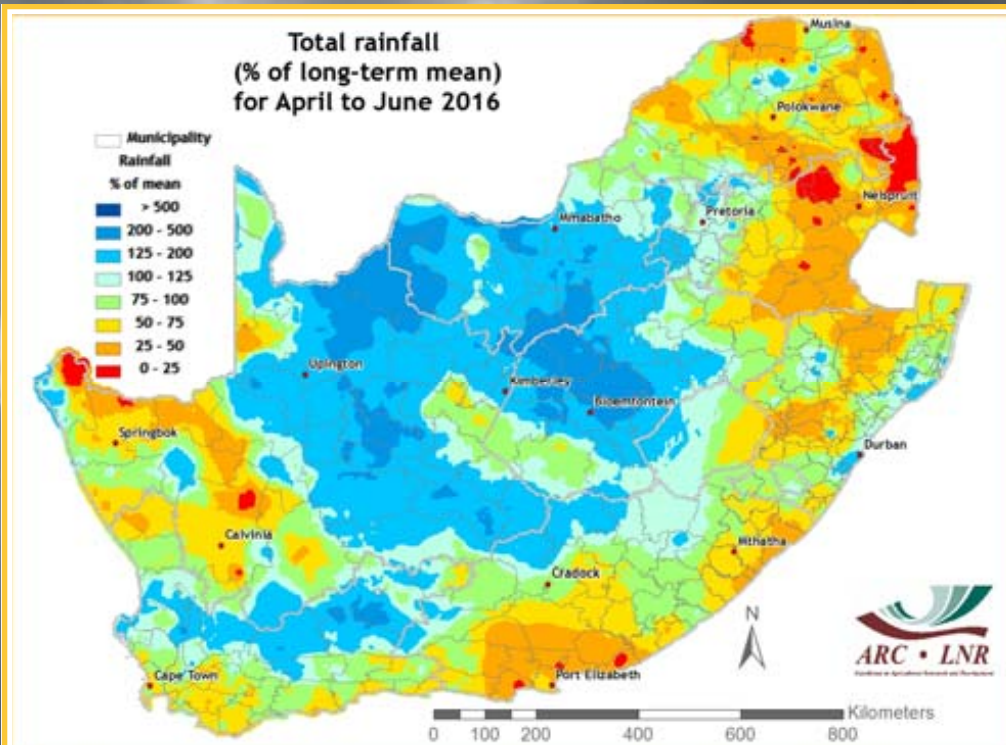 Total rainfall
(% of long-term mean)
for April to June 2016
Municipality
Rainfall
% of mean
> 500
200 - 500
125 - 200
100 - 125
75 - 100
50 - 75
25 - 50
0 - 25
Musina
Polokwane
Nelspruit
Pretoria
Mmabatho
Upington
Kimberley
Bloemfontein
Springbok
Durban
Calvinia
Mthatha
Cradock
Cape Town
Port Elizabeth
N
ARC • LNR
Kilometers
0 100 200 400 600 800